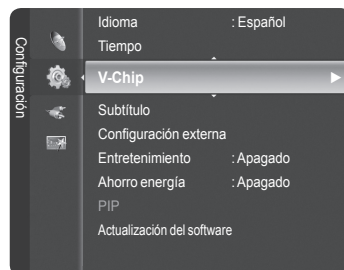 Configuración
Idioma : Español
Tiempo
V-Chip
Subtítulo
Configuración externa
Entretenimiento : Apagado
Ahorro energía : Apagado
PIP
Actualización del software